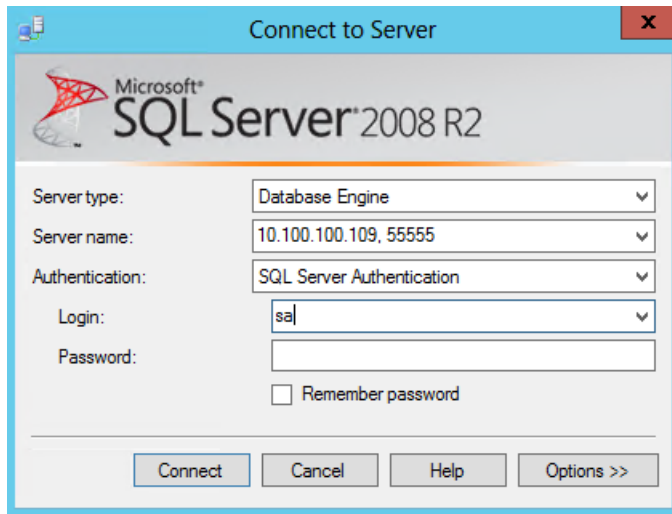 Connect to Server
x
Microsoft®
SQL Server® 2008 R2
Server type: Database Engine
Server name: 10.100.100.109, 55555
Authentication: SQL Server Authentication
Login: sa
Password:
Remember password
Connect Cancel Help Options >>